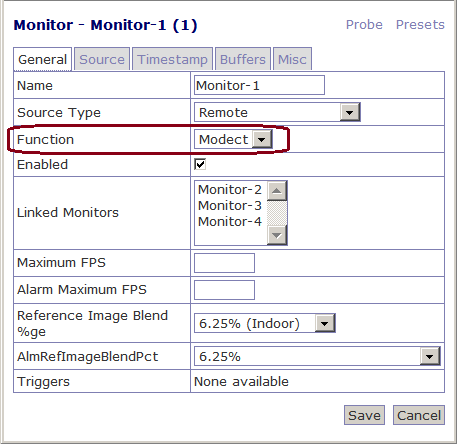 Monitor - Monitor-1 (1) Probe Presets
General Source Timestamp Buffers Misc
Name Monitor-1
Source Type Remote
Function Modect
Enabled
Linked Monitors
Monitor-2
Monitor-3
Monitor-4
Maximum FPS
Alarm Maximum FPS
Reference Image Blend
%ge
6.25% (Indoor)
AlmRefImageBlendPct 6.25%
Triggers None available
Save Cancel